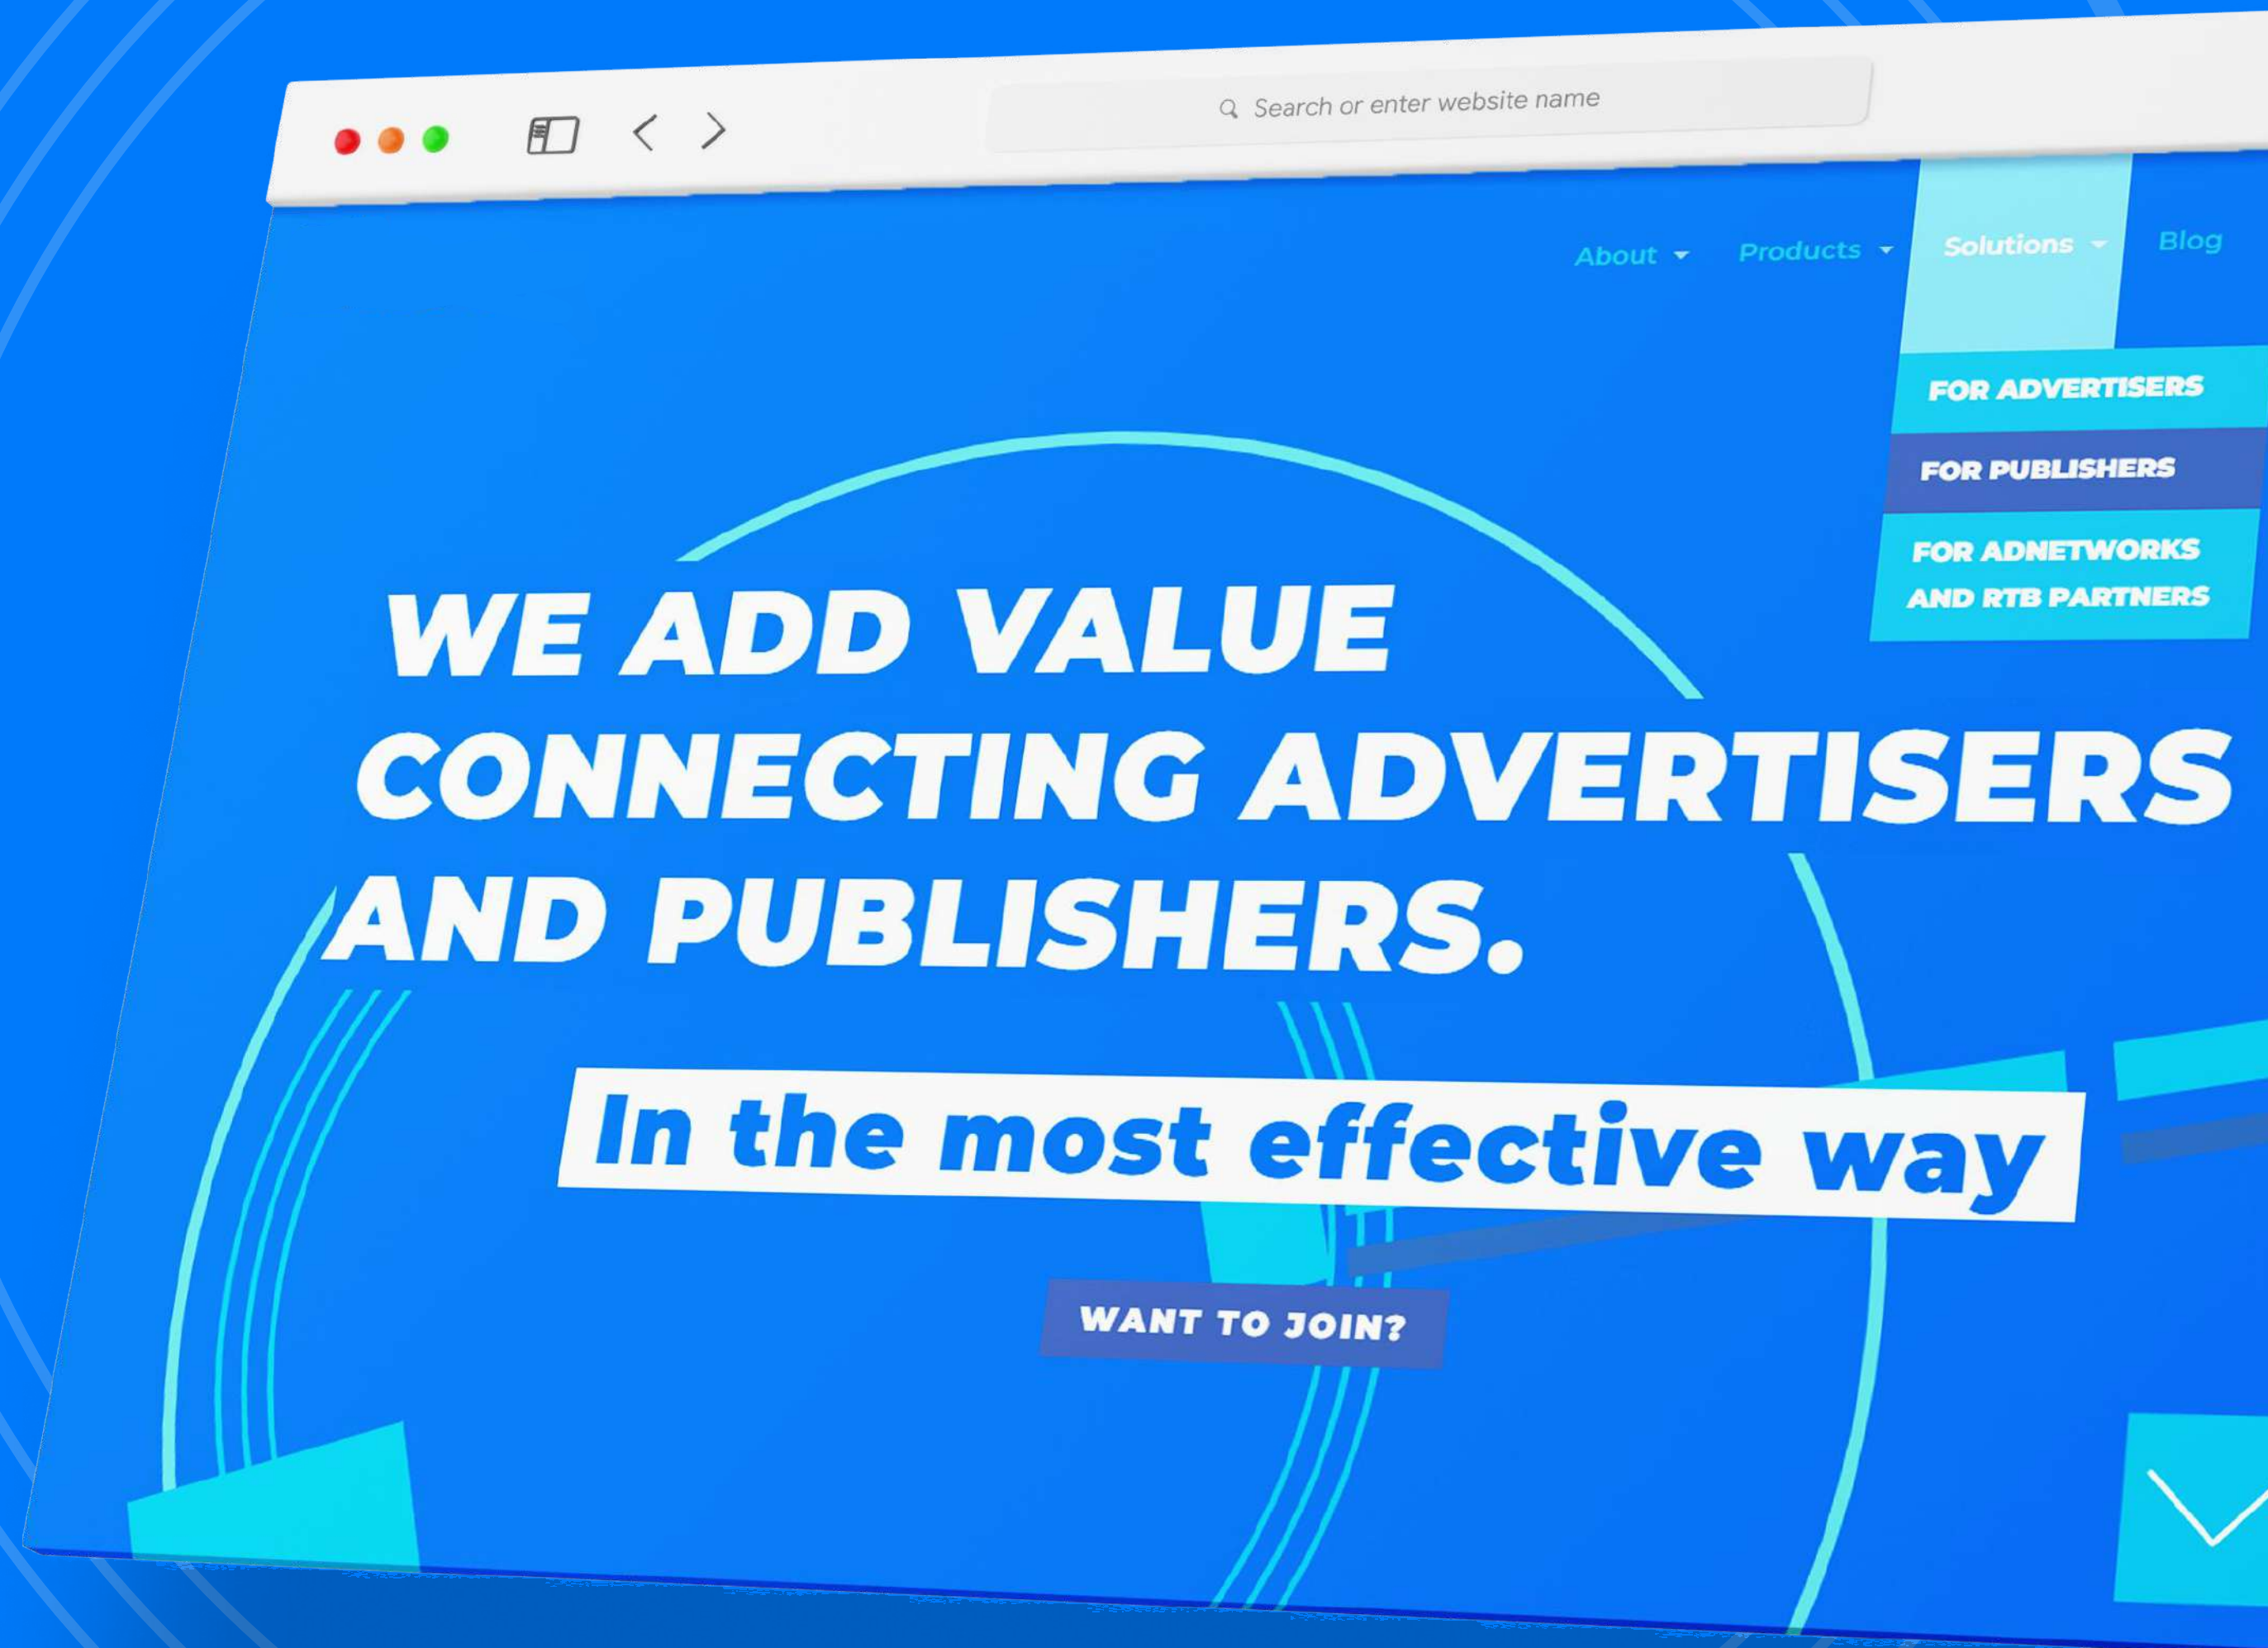 Search or enter website name
About Products Solutions Blog
FOR ADVERTISERS
FOR PUBLISHERS
FOR ADNETWORKS
AND RTB PARTNERS
WE ADD VALUE
CONNECTING ADVERTISERS
AND PUBLISHERS.
In the most effective way
WANT TO JOIN?